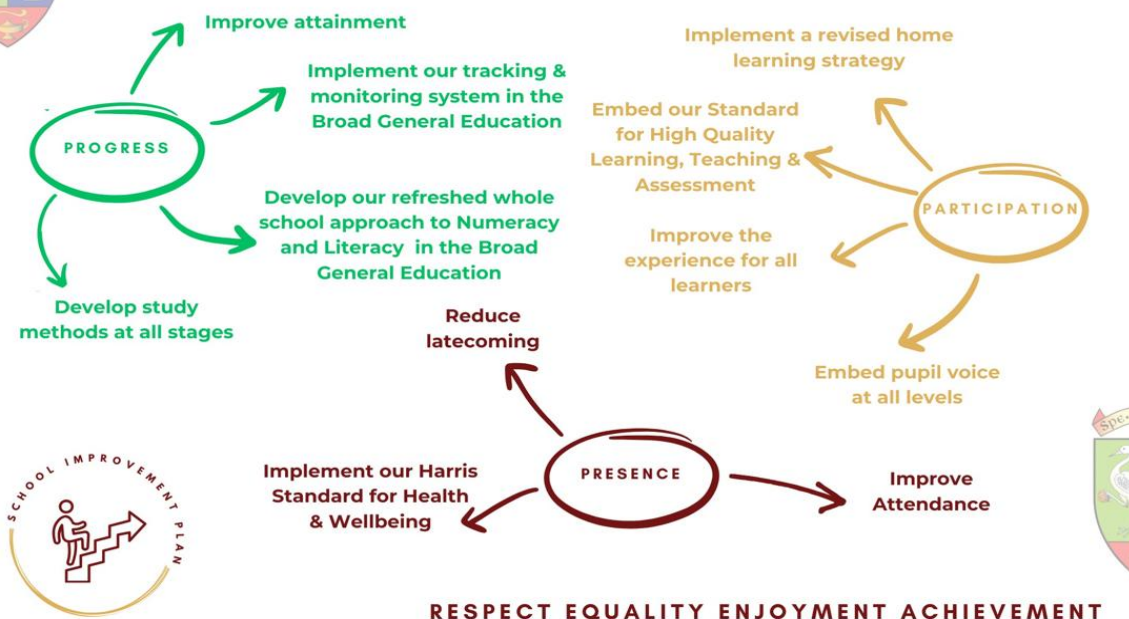 Improve attainment
Implement our tracking &
monitoring system in the
Broad General Education
PROGRESS
Develop our refreshed whole
school approach to Numeracy
and Literacy in the Broad
General Education
Develop study
methods at all stages
Implement a revised home
learning strategy
Embed our Standard
for High Quality
Learning, Teaching &
Assessment
PARTICIPATION
Improve the
experience for all
learners
Embed pupil voice
at all levels
Reduce
latecoming
PRESENCE
Implement our Harris
Standard for Health
& Wellbeing
Improve
Attendance
SCHOOL IMPROVEMENT PLAN
RESPECT EQUALITY ENJOYMENT ACHIEVEMENT